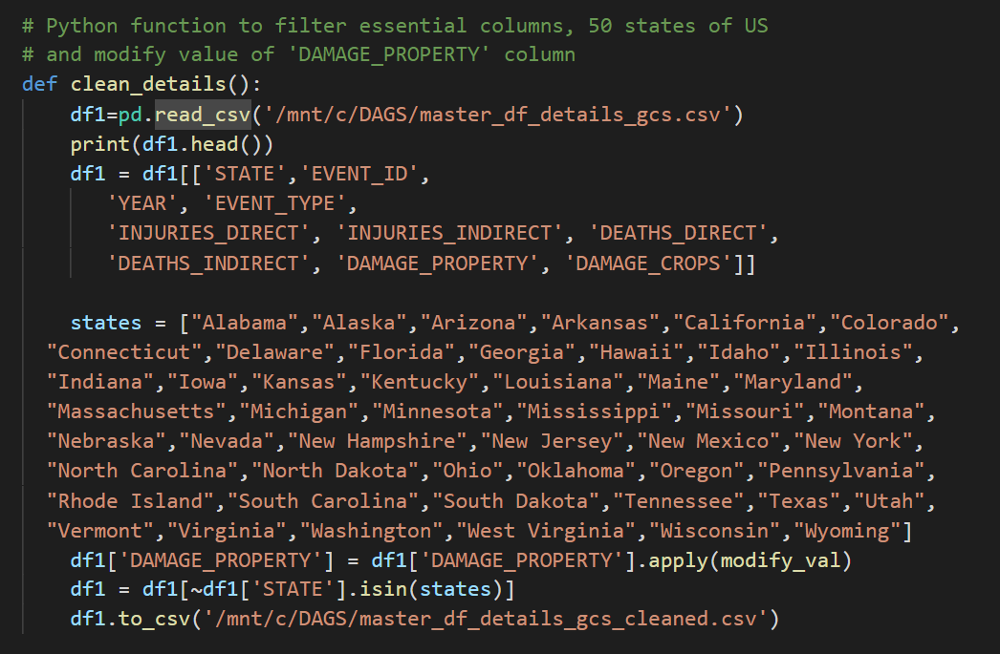 # Python function to filter essential columns, 50 states of US
# and modify value of 'DAMAGE_PROPERTY' column
def clean_details():
    df1=pd.read_csv('/mnt/c/DAGS/master_df_details_gcs.csv')
    print(df1.head())
    df1 = df1[['STATE','EVENT_ID',
       'YEAR', 'EVENT_TYPE',
       'INJURIES_DIRECT', 'INJURIES_INDIRECT', 'DEATHS_DIRECT',
       'DEATHS_INDIRECT', 'DAMAGE_PROPERTY', 'DAMAGE_CROPS']]

    states = ["Alabama","Alaska","Arizona","Arkansas","California","Colorado",
  "Connecticut","Delaware","Florida","Georgia","Hawaii","Idaho","Illinois",
  "Indiana","Iowa","Kansas","Kentucky","Louisiana","Maine","Maryland",
  "Massachusetts","Michigan","Minnesota","Mississippi","Missouri","Montana",
  "Nebraska","Nevada","New Hampshire","New Jersey","New Mexico","New York",
  "North Carolina","North Dakota","Ohio","Oklahoma","Oregon","Pennsylvania",
  "Rhode Island","South Carolina","South Dakota","Tennessee","Texas","Utah",
  "Vermont","Virginia","Washington","West Virginia","Wisconsin","Wyoming"]
    df1['DAMAGE_PROPERTY'] = df1['DAMAGE_PROPERTY'].apply(modify_val)
    df1 = df1[~df1['STATE'].isin(states)]
    df1.to_csv('/mnt/c/DAGS/master_df_details_gcs_cleaned.csv')